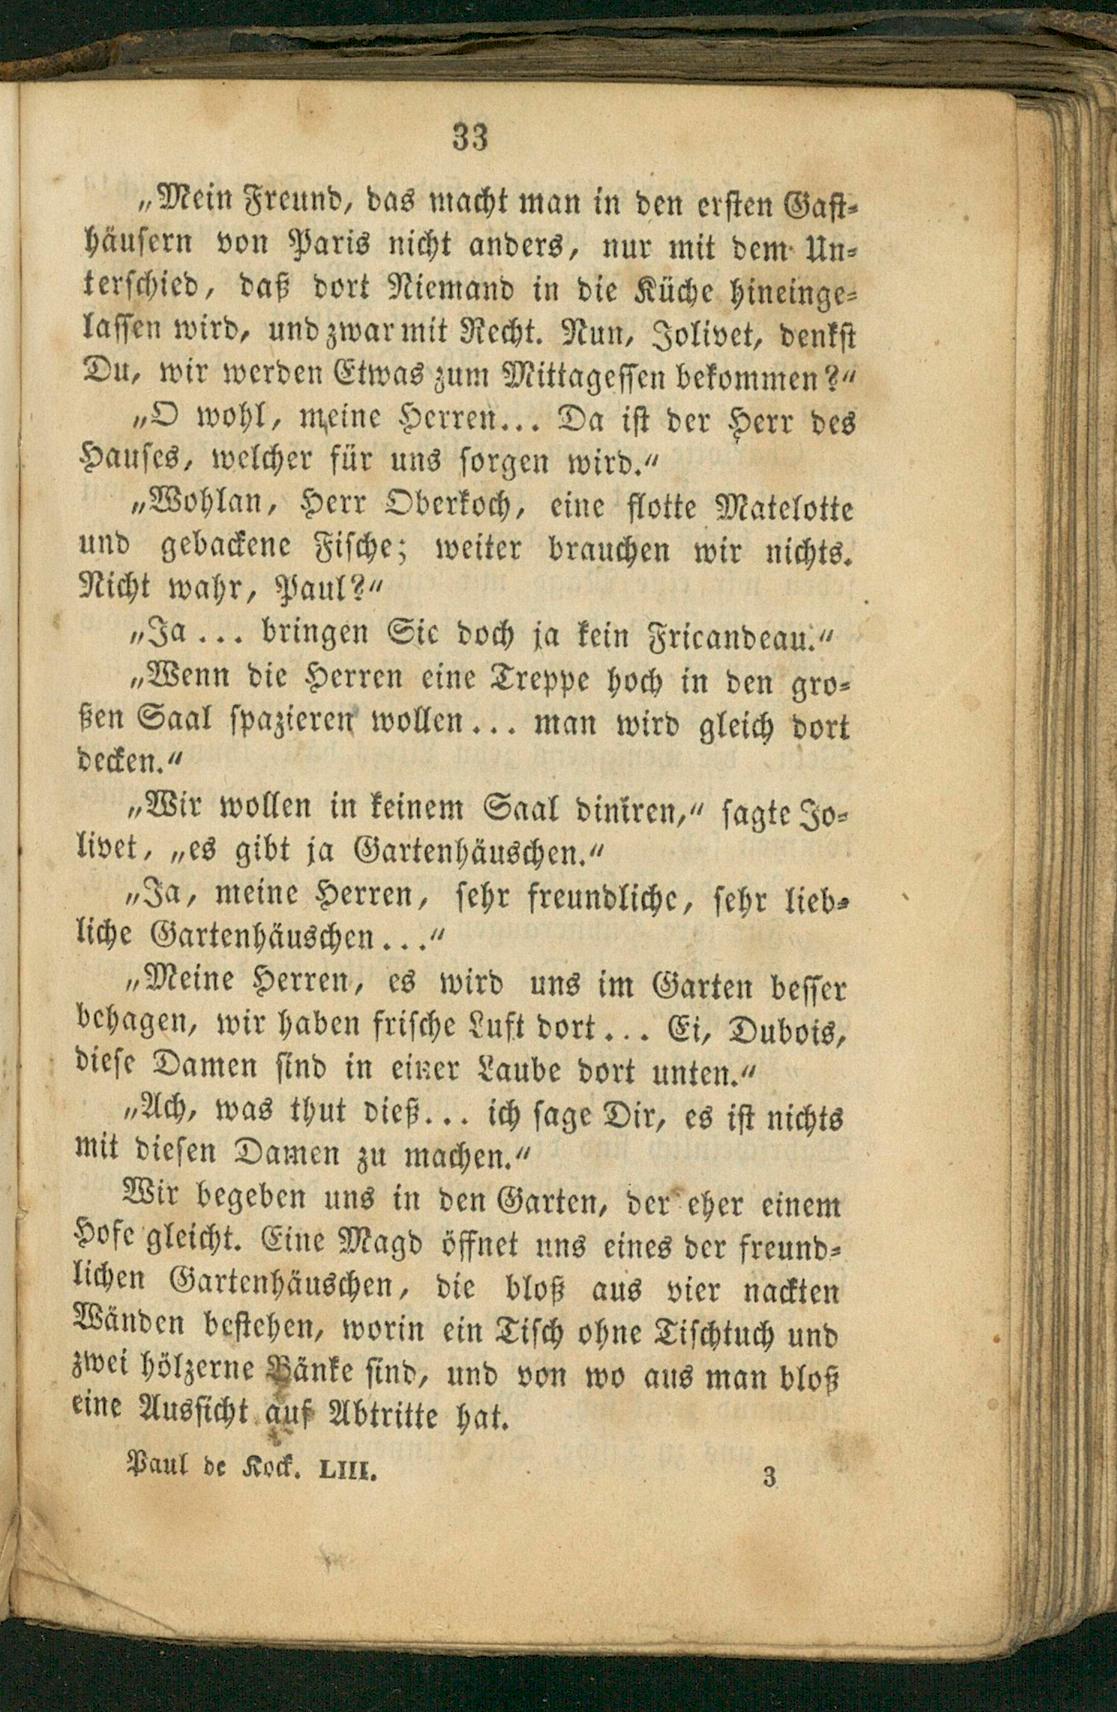 33
„Mein Freund, das macht man in den ersten Gast-
häusern von Paris nicht anders, nur mit dem Un-
terschied, daß dort Niemand in die Küche hineinge-
lassen wird, und zwar mit Recht. Nun, Jolivet, denkst
Du, wir werden Etwas zum Mittagessen bekommen?“
„O wohl, meine Herren... Da ist der Herr des
Hauses, welcher für uns sorgen wird.“
„Wohlan, Herr Oberkoch, eine flotte Matelotte
und gebackene Fische; weiter brauchen wir nichts.
Nicht wahr, Paul?“
„Ja... bringen Sie doch ja kein Fricandeau.“
„Wenn die Herren eine Treppe hoch in den gro-
ßen Saal spazieren wollen... man wird gleich dort
decken.“
„Wir wollen in keinem Saal diniren,“ sagte Jo-
livet, „es gibt ja Gartenhäuschen.“
„Ja, meine Herren, sehr freundliche, sehr lieb-
liche Gartenhäuschen...“
„Meine Herren, es wird uns im Garten besser
behagen, wir haben frische Luft dort... Ei, Dubois,
diese Damen sind in einer Laube dort unten.“
„Ach, was thut dieß... ich sage Dir, es ist nichts
mit diesen Damen zu machen.“
Wir begeben uns in den Garten, der eher einem
Hofe gleicht. Eine Magd öffnet uns eines der freund-
lichen Gartenhäuschen, die bloß aus vier nackten
Wänden bestehen, worin ein Tisch ohne Tischtuch und
zwei hölzerne Bänke sind, und von wo aus man bloß
eine Aussicht auf Abtritte hat.
Paul de Kock. LIII.
3